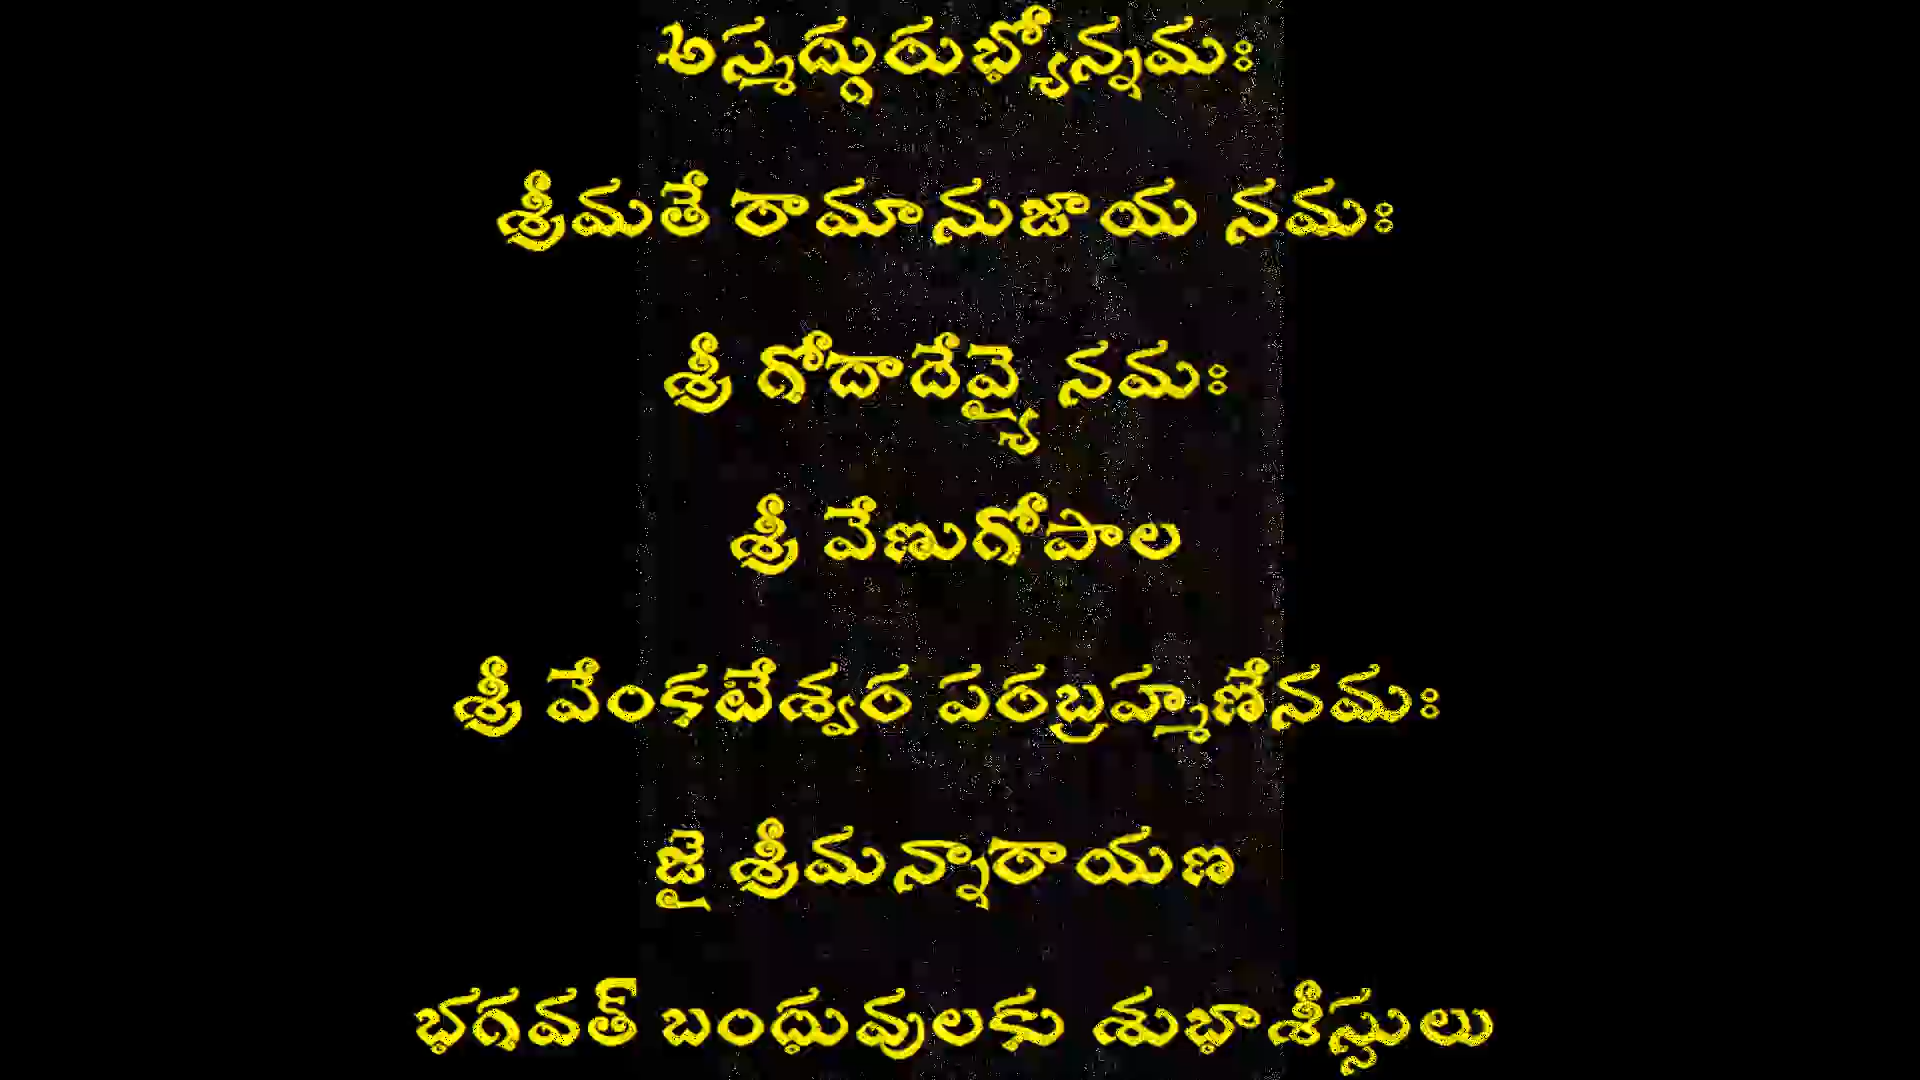 అస్మద్గురుభ్యోన్నమః
శ్రీమతే రామానుజాయ నమః
శ్రీ గోదాదేవ్యై నమః
శ్రీ వేణుగోపాల
శ్రీ వేంకటేశ్వర పరబ్రహ్మణేనమః
జై శ్రీమన్నారాయణ
భగవత్ బంధువులకు శుభాశీస్సులు